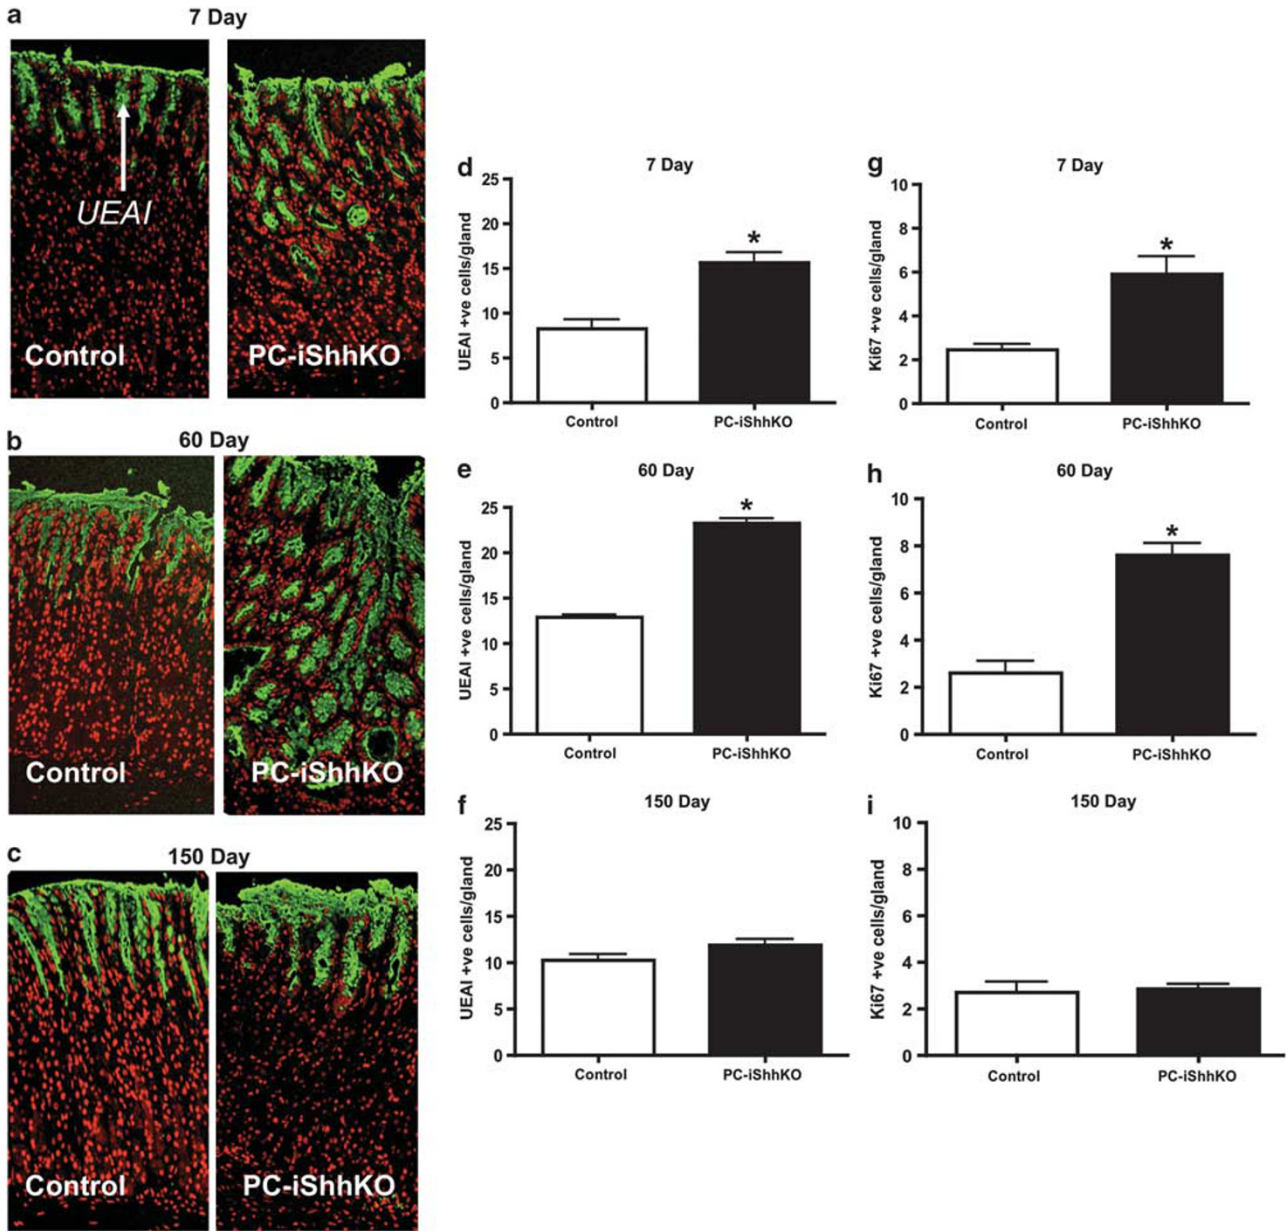 a
7 Day
UEAI
Control
PC-iShhKO
b
60 Day
Control
PC-iShhKO
c
150 Day
Control
PC-iShhKO
d
7 Day
UEAI +ve cells/gland
25
20
15
10
5
0
*
Control
PC-iShhKO
e
60 Day
UEAI +ve cells/gland
25
20
15
10
5
0
*
Control
PC-iShhKO
f
150 Day
UEAI +ve cells/gland
25
20
15
10
5
0
Control
PC-iShhKO
g
7 Day
Ki67 +ve cells/gland
10
8
6
4
2
0
*
Control
PC-iShhKO
h
60 Day
Ki67 +ve cells/gland
10
8
6
4
2
0
*
Control
PC-iShhKO
i
150 Day
Ki67 +ve cells/gland
10
8
6
4
2
0
Control
PC-iShhKO